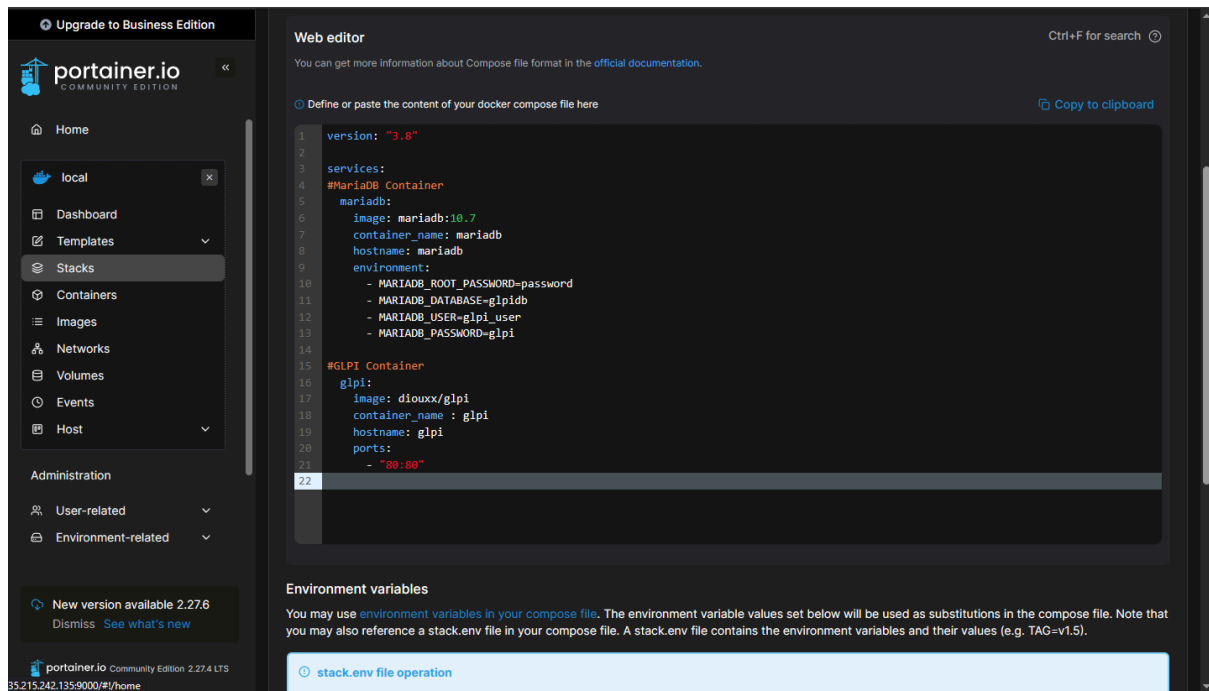 Upgrade to Business Edition
portainer.io
COMMUNITY EDITION
«
Home
local
×
Dashboard
Templates
Stacks
Containers
Images
Networks
Volumes
Events
Host
Administration
User-related
Environment-related
New version available 2.27.6
Dismiss See what's new
portainer.io Community Edition 2.27.4 LTS
35.215.242.135:9000/#!/home
Web editor
Ctrl+F for search
You can get more information about Compose file format in the official documentation.
Define or paste the content of your docker compose file here
Copy to clipboard
1 version: "3.8"
2
3 services:
4 #MariaDB Container
5 mariadb:
6 image: mariadb:10.7
7 container_name: mariadb
8 hostname: mariadb
9 environment:
10 - MARIADB_ROOT_PASSWORD=password
11 - MARIADB_DATABASE=glpidb
12 - MARIADB_USER=glpi_user
13 - MARIADB_PASSWORD=glpi
14
15 #GLPI Container
16 glpi:
17 image: diouxx/glpi
18 container_name : glpi
19 hostname: glpi
20 ports:
21 - "80:80"
22
Environment variables
You may use environment variables in your compose file. The environment variable values set below will be used as substitutions in the compose file. Note that
you may also reference a stack.env file in your compose file. A stack.env file contains the environment variables and their values (e.g. TAG=v1.5).
stack.env file operation